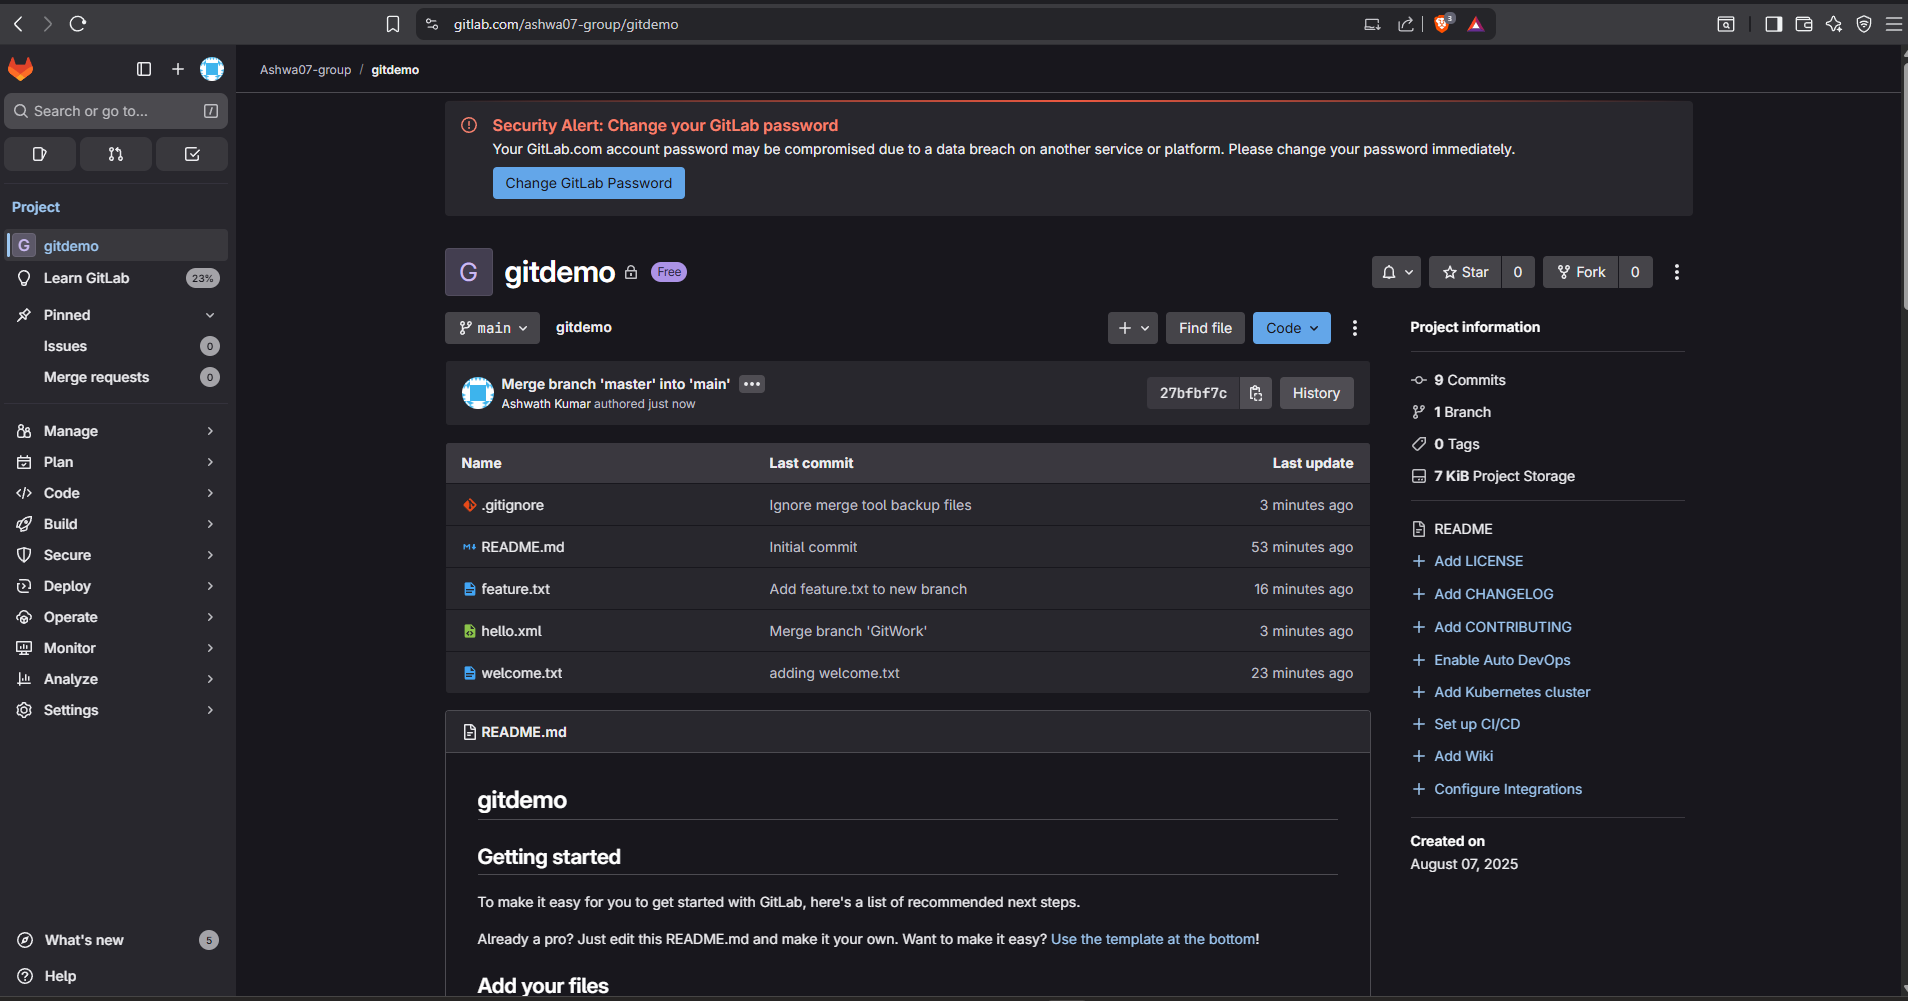 gitlab.com/ashwa07-group/gitdemo
3
Ashwa07-group / gitdemo
Search or go to...
/
Project
G gitdemo
Learn GitLab 23%
Pinned
Issues 0
Merge requests 0
Manage
Plan
Code
Build
Secure
Deploy
Operate
Monitor
Analyze
Settings
What's new 5
Help
Security Alert: Change your GitLab password
Your GitLab.com account password may be compromised due to a data breach on another service or platform. Please change your password immediately.
Change GitLab Password
G gitdemo Free
Star 0 Fork 0
main gitdemo
Find file Code
Merge branch 'master' into 'main'
Ashwath Kumar authored just now
27bfbf7c History
Name Last commit Last update
.gitignore Ignore merge tool backup files 3 minutes ago
README.md Initial commit 53 minutes ago
feature.txt Add feature.txt to new branch 16 minutes ago
hello.xml Merge branch 'GitWork' 3 minutes ago
welcome.txt adding welcome.txt 23 minutes ago
README.md
gitdemo
Getting started
To make it easy for you to get started with GitLab, here's a list of recommended next steps.
Already a pro? Just edit this README.md and make it your own. Want to make it easy? Use the template at the bottom!
Add your files
Project information
9 Commits
1 Branch
0 Tags
7 KiB Project Storage
README
+ Add LICENSE
+ Add CHANGELOG
+ Add CONTRIBUTING
+ Enable Auto DevOps
+ Add Kubernetes cluster
+ Set up CI/CD
+ Add Wiki
+ Configure Integrations
Created on
August 07, 2025